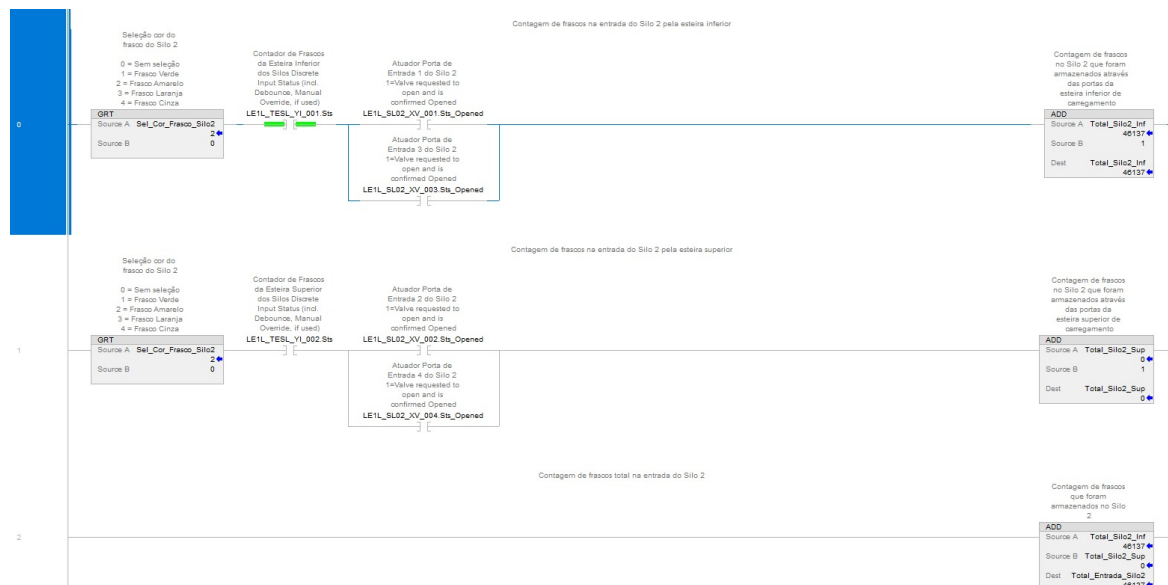 Contagem de frascos na entrada do Silo 2 pela esteira inferior
Seleção cor do
frasco do Silo 2
0 = Sem seleção
1 = Frasco Verde
2 = Frasco Amarelo
3 = Frasco Laranja
4 = Frasco Cinza
Contador de Frascos
da Esteira Inferior
dos Silos Discrete
Input Status (incl.
Debounce, Manual
Override, if used)
LE1L_TESL_YI_001.Sts
Atuador Porta de
Entrada 1 do Silo 2
1=Valve requested to
open and is
confirmed Opened
LE1L_SL02_XV_001.Sts_Opened
Contagem de frascos
no Silo 2 que foram
armazenados através
das portas da
esteira inferior de
carregamento
0
GRT
Source A Sel_Cor_Frasco_Silo2
2
Source B 0
Atuador Porta de
Entrada 3 do Silo 2
1=Valve requested to
open and is
confirmed Opened
LE1L_SL02_XV_003.Sts_Opened
ADD
Source A Total_Silo2_Inf
46137
Source B 1
Dest Total_Silo2_Inf
46137
Contagem de frascos na entrada do Silo 2 pela esteira superior
Seleção cor do
frasco do Silo 2
0 = Sem seleção
1 = Frasco Verde
2 = Frasco Amarelo
3 = Frasco Laranja
4 = Frasco Cinza
Contador de Frascos
da Esteira Superior
dos Silos Discrete
Input Status (incl.
Debounce, Manual
Override, if used)
LE1L_TESL_YI_002.Sts
Atuador Porta de
Entrada 2 do Silo 2
1=Valve requested to
open and is
confirmed Opened
LE1L_SL02_XV_002.Sts_Opened
Contagem de frascos
no Silo 2 que foram
armazenados através
das portas da
esteira superior de
carregamento
1
GRT
Source A Sel_Cor_Frasco_Silo2
2
Source B 0
Atuador Porta de
Entrada 4 do Silo 2
1=Valve requested to
open and is
confirmed Opened
LE1L_SL02_XV_004.Sts_Opened
ADD
Source A Total_Silo2_Sup
0
Source B 1
Dest Total_Silo2_Sup
0
Contagem de frascos total na entrada do Silo 2
Contagem de frascos
que foram
armazenados no Silo
2
2
ADD
Source A Total_Silo2_Inf
46137
Source B Total_Silo2_Sup
0
Dest Total_Entrada_Silo2
46137